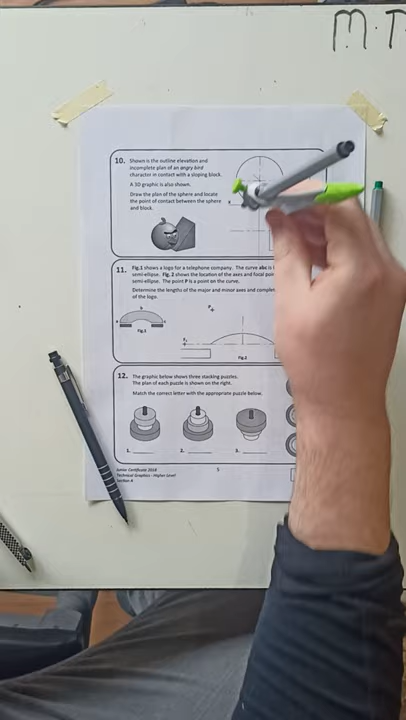 M.T
10. Shown is the outline elevation and
incomplete plan of an angry bird
character in contact with a sloping block.
A 3D graphic is also shown.
Draw the plan of the sphere and locate
the point of contact between the sphere
and block.
11. Fig.1 shows a logo for a telephone company. The curve abc is
semi-ellipse. Fig. 2 shows the location of the axes and focal
semi-ellipse. The point P is a point on the curve.
Determine the lengths of the major and minor axes and
of the logo.
b
Fig.1
Fig.2
12. The graphic below shows three stacking puzzles.
The plan of each puzzle is shown on the right.
Match the correct letter with the appropriate puzzle below.
1. ______ 2. ______ 3. ______
Junior Certificate 2019
Technical Graphics - Higher Level
Section A
5